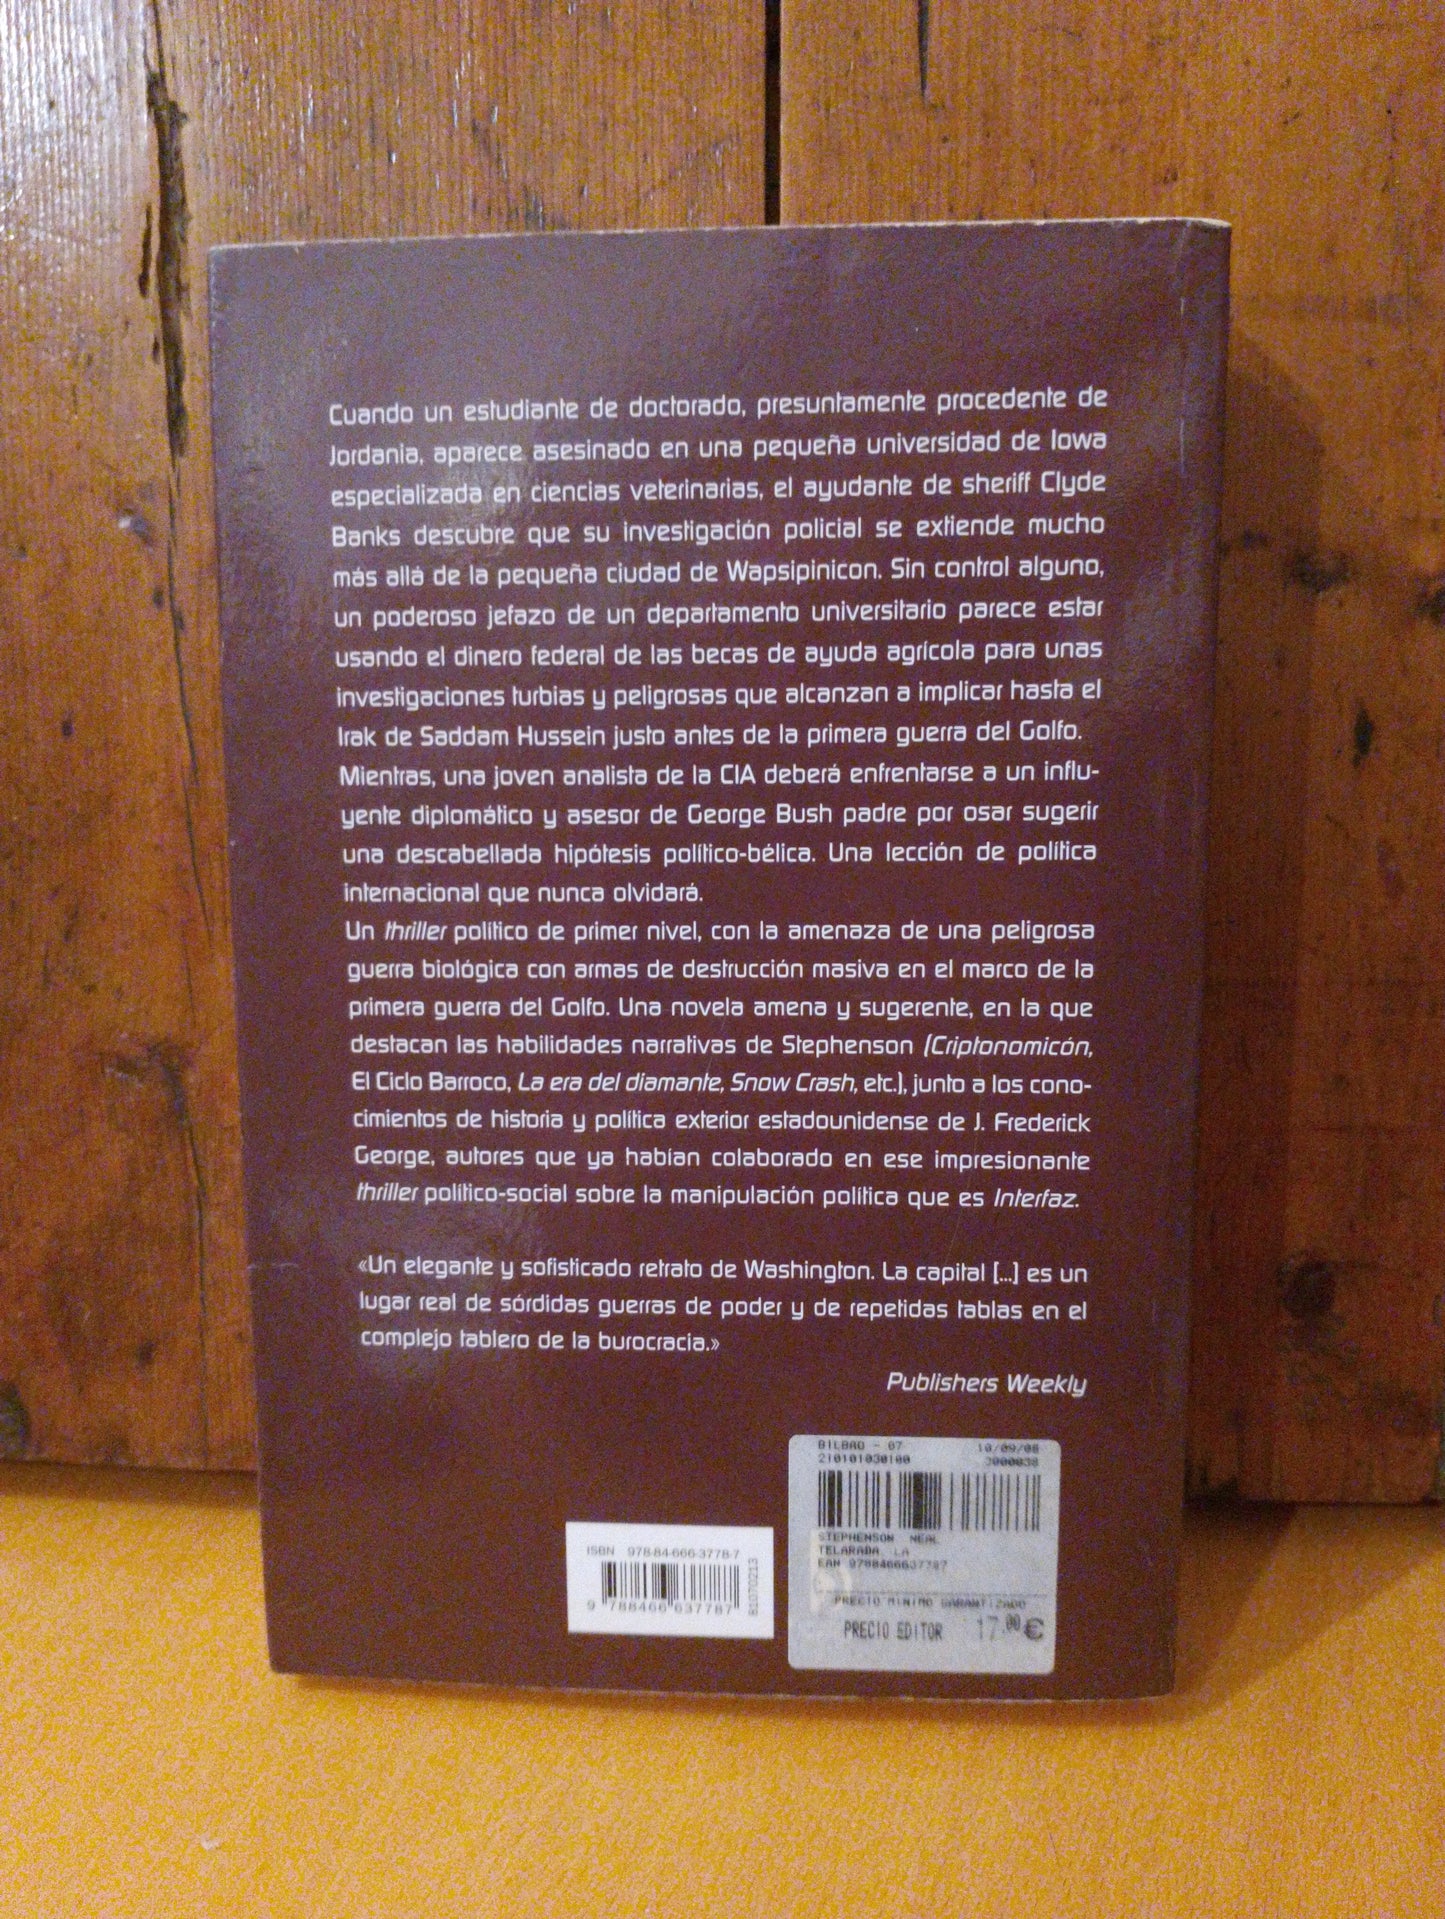 Cuando un estudiante de doctorado, presuntamente procedente de
Jordania, aparece asesinado en una pequeña universidad de Iowa
especializada en ciencias veterinarias, el ayudante de sheriff Clyde
Banks descubre que su investigación policial se extiende mucho
más allá de la pequeña ciudad de Wapsipinicon. Sin control alguno,
un poderoso jefazo de un departamento universitario parece estar
usando el dinero federal de las becas de ayuda agrícola para unas
investigaciones turbias y peligrosas que alcanzan a implicar hasta el
Irak de Saddam Hussein justo antes de la primera guerra del Golfo.
Mientras, una joven analista de la CIA deberá enfrentarse a un influ-
yente diplomático y asesor de George Bush padre por osar sugerir
una descabellada hipótesis político-bélica. Una lección de política
internacional que nunca olvidará.
Un thriller político de primer nivel, con la amenaza de una peligrosa
guerra biológica con armas de destrucción masiva en el marco de la
primera guerra del Golfo. Una novela amena y sugerente, en la que
destacan las habilidades narrativas de Stephenson (Criptonomicón,
El Ciclo Barroco, La era del diamante, Snow Crash, etc.), junto a los cono-
cimientos de historia y política exterior estadounidense de J. Frederick
George, autores que ya habían colaborado en ese impresionante
thriller político-social sobre la manipulación política que es Interfaz.
«Un elegante y sofisticado retrato de Washington. La capital [...] es un
lugar real de sórdidas guerras de poder y de repetidas tablas en el
complejo tablero de la burocracia.»
Publishers Weekly
BILBAO - 07 10/09/08
210101030100 3000038
STEPHENSON, NEAL
TELARAÑA, LA
EAN 9788466637787
PRECIO MINIMO GARANTIZADO
PRECIO EDITOR 17.00€
ISBN 978-84-666-3778-7
9 788466 637787
81070213